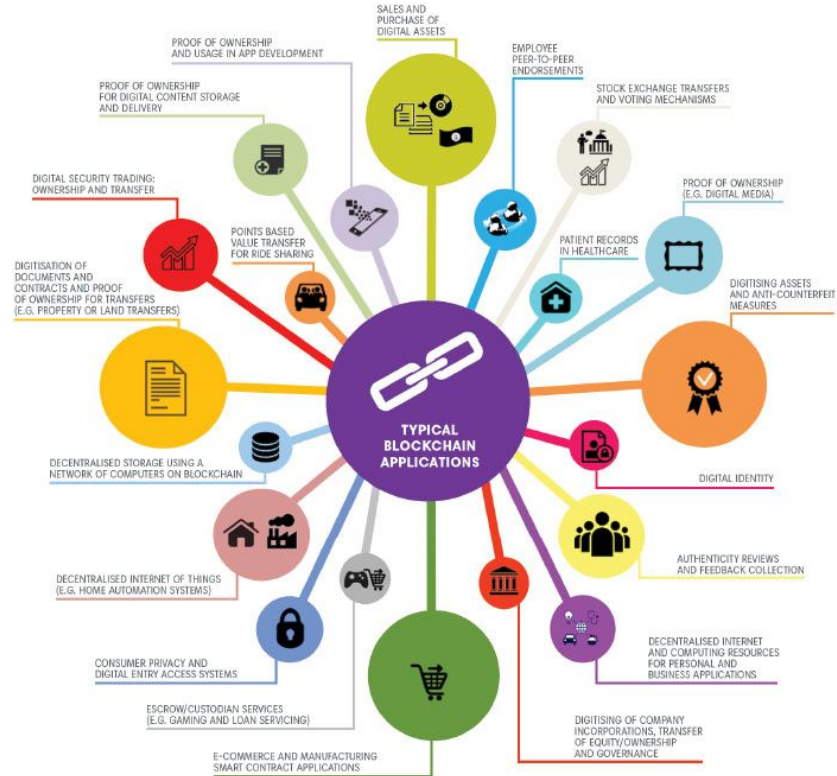 SALES AND
PURCHASE OF
DIGITAL ASSETS
PROOF OF OWNERSHIP
AND USAGE IN APP DEVELOPMENT
EMPLOYEE
PEER-TO-PEER
ENDORSEMENTS
PROOF OF OWNERSHIP
FOR DIGITAL CONTENT STORAGE
AND DELIVERY
STOCK EXCHANGE TRANSFERS
AND VOTING MECHANISMS
DIGITAL SECURITY TRADING:
OWNERSHIP AND TRANSFER
PROOF OF OWNERSHIP
(E.G. DIGITAL MEDIA)
POINTS BASED
VALUE TRANSFER
FOR RIDE SHARING
PATIENT RECORDS
IN HEALTHCARE
DIGITISATION OF
DOCUMENTS AND
CONTRACTS AND PROOF
OF OWNERSHIP FOR TRANSFERS
(E.G. PROPERTY OR LAND TRANSFERS)
DIGITISING ASSETS
AND ANTI-COUNTERFEIT
MEASURES
TYPICAL
BLOCKCHAIN
APPLICATIONS
DECENTRALISED STORAGE USING A
NETWORK OF COMPUTERS ON BLOCKCHAIN
DIGITAL IDENTITY
DECENTRALISED INTERNET OF THINGS
(E.G. HOME AUTOMATION SYSTEMS)
AUTHENTICITY REVIEWS
AND FEEDBACK COLLECTION
CONSUMER PRIVACY AND
DIGITAL ENTRY ACCESS SYSTEMS
DECENTRALISED INTERNET
AND COMPUTING RESOURCES
FOR PERSONAL AND
BUSINESS APPLICATIONS
ESCROW/CUSTODIAN SERVICES
(E.G. GAMING AND LOAN SERVICING)
DIGITISING OF COMPANY
INCORPORATIONS, TRANSFER
OF EQUITY/OWNERSHIP
AND GOVERNANCE
E-COMMERCE AND MANUFACTURING
SMART CONTRACT APPLICATIONS